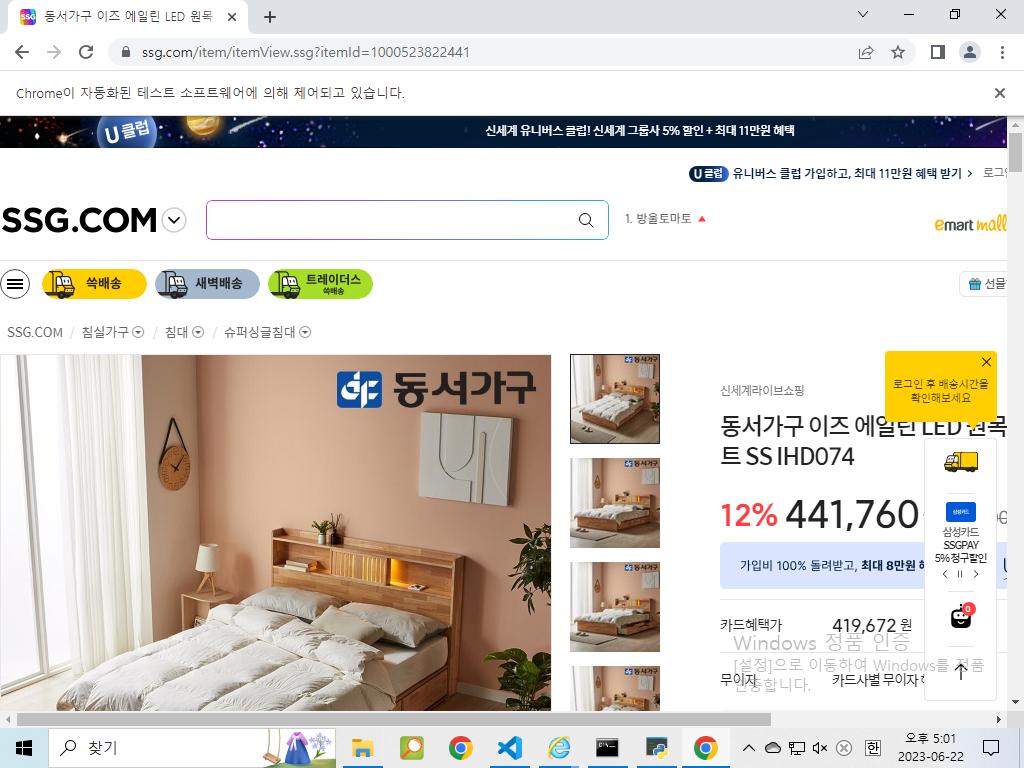 동서가구 이즈 에일린 LED 원목
ssg.com/item/itemView.ssg?itemId=1000523822441
Chrome이 자동화된 테스트 소프트웨어에 의해 제어되고 있습니다.
U 클럽
신세계 유니버스 클럽! 신세계 그룹사 5% 할인 + 최대 11만원 혜택
U 클럽 유니버스 클럽 가입하고, 최대 11만원 혜택 받기 >
SSG.COM
1. 방울토마토
emart mall
쓱배송
새벽배송
트레이더스
쓱배송
선물
SSG.COM / 침실가구 / 침대 / 슈퍼싱글침대
동서가구
신세계라이브쇼핑
로그인 후 배송시간을
확인해보세요
동서가구 이즈 에일린 LED 원목
트 SS IHD074
12% 441,760
가입비 100% 돌려받고, 최대 8만원
삼성카드
삼성카드
SSGPAY
5% 청구할인
0
카드혜택가 419,672 원
무이자 카드사별 무이자
Windows 정품 인증
[설정]으로 이동하여 Windows를 정품
인증합니다.
찾기
오후 5:01
2023-06-22
한